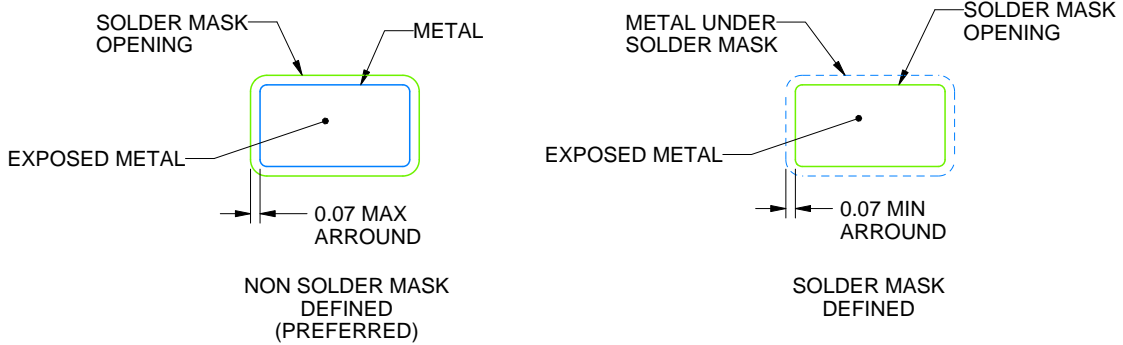 SOLDER MASK
OPENING
METAL
EXPOSED METAL
0.07 MAX
ARROUND
NON SOLDER MASK
DEFINED
(PREFERRED)
METAL UNDER
SOLDER MASK
SOLDER MASK
OPENING
EXPOSED METAL
0.07 MIN
ARROUND
SOLDER MASK
DEFINED